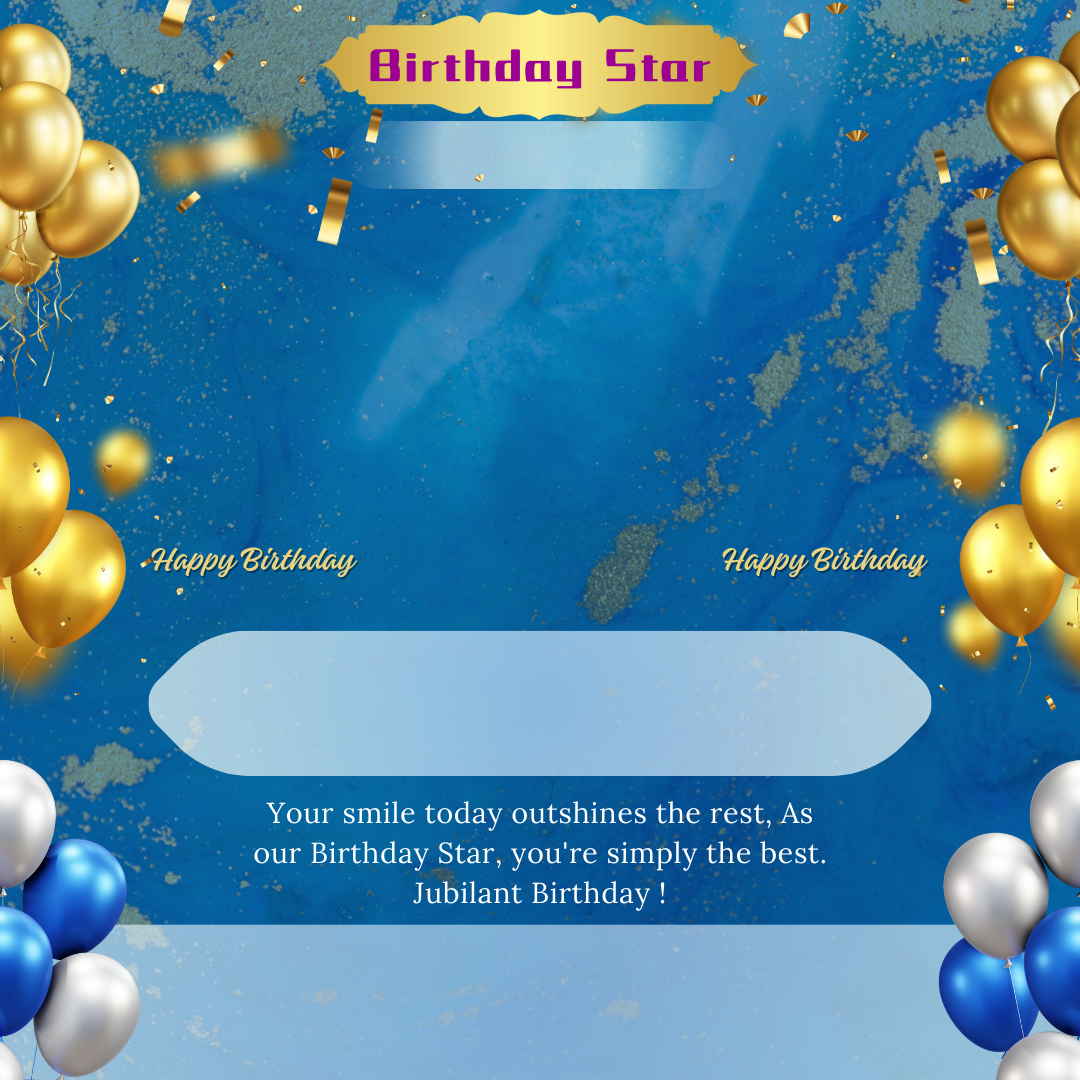 Birthday Star
Happy Birthday
Happy Birthday
Your smile today outshines the rest, As
our Birthday Star, you're simply the best.
Jubilant Birthday !